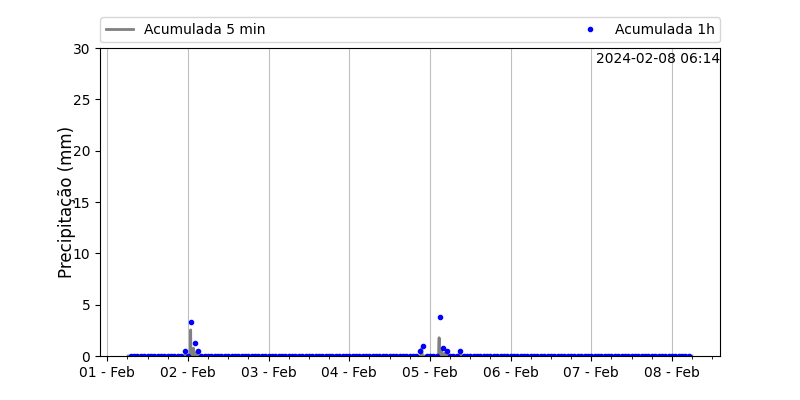 Acumulada 5 min
Acumulada 1h
2024-02-08 06:14
Precipitação (mm)
30
25
20
15
10
5
0
01 - Feb
02 - Feb
03 - Feb
04 - Feb
05 - Feb
06 - Feb
07 - Feb
08 - Feb